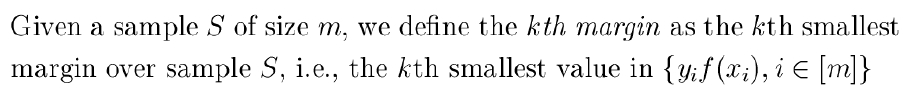 Given a sample S of size m, we define the kth margin as the kth smallest
margin over sample S, i.e., the kth smallest value in {y_i f(x_i), i ∈ [m]}